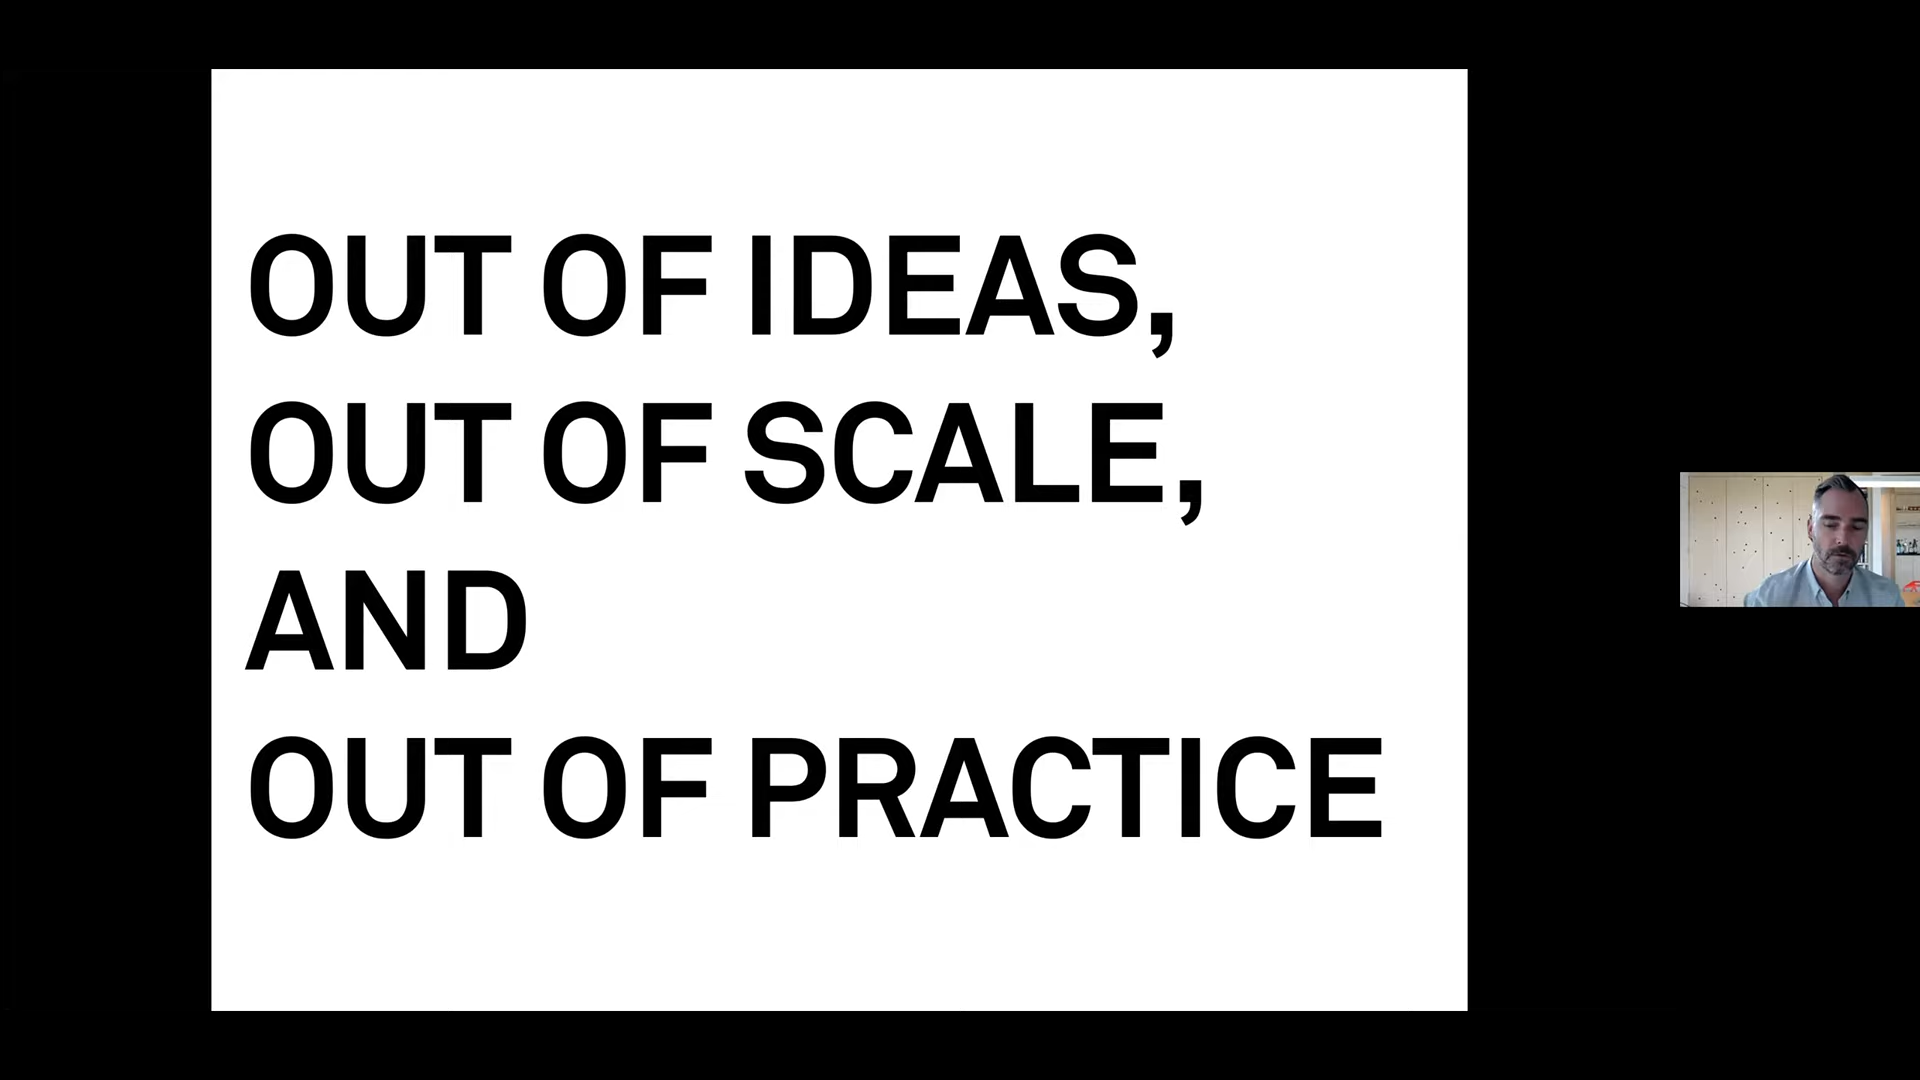 OUT OF IDEAS,
OUT OF SCALE,
AND
OUT OF PRACTICE